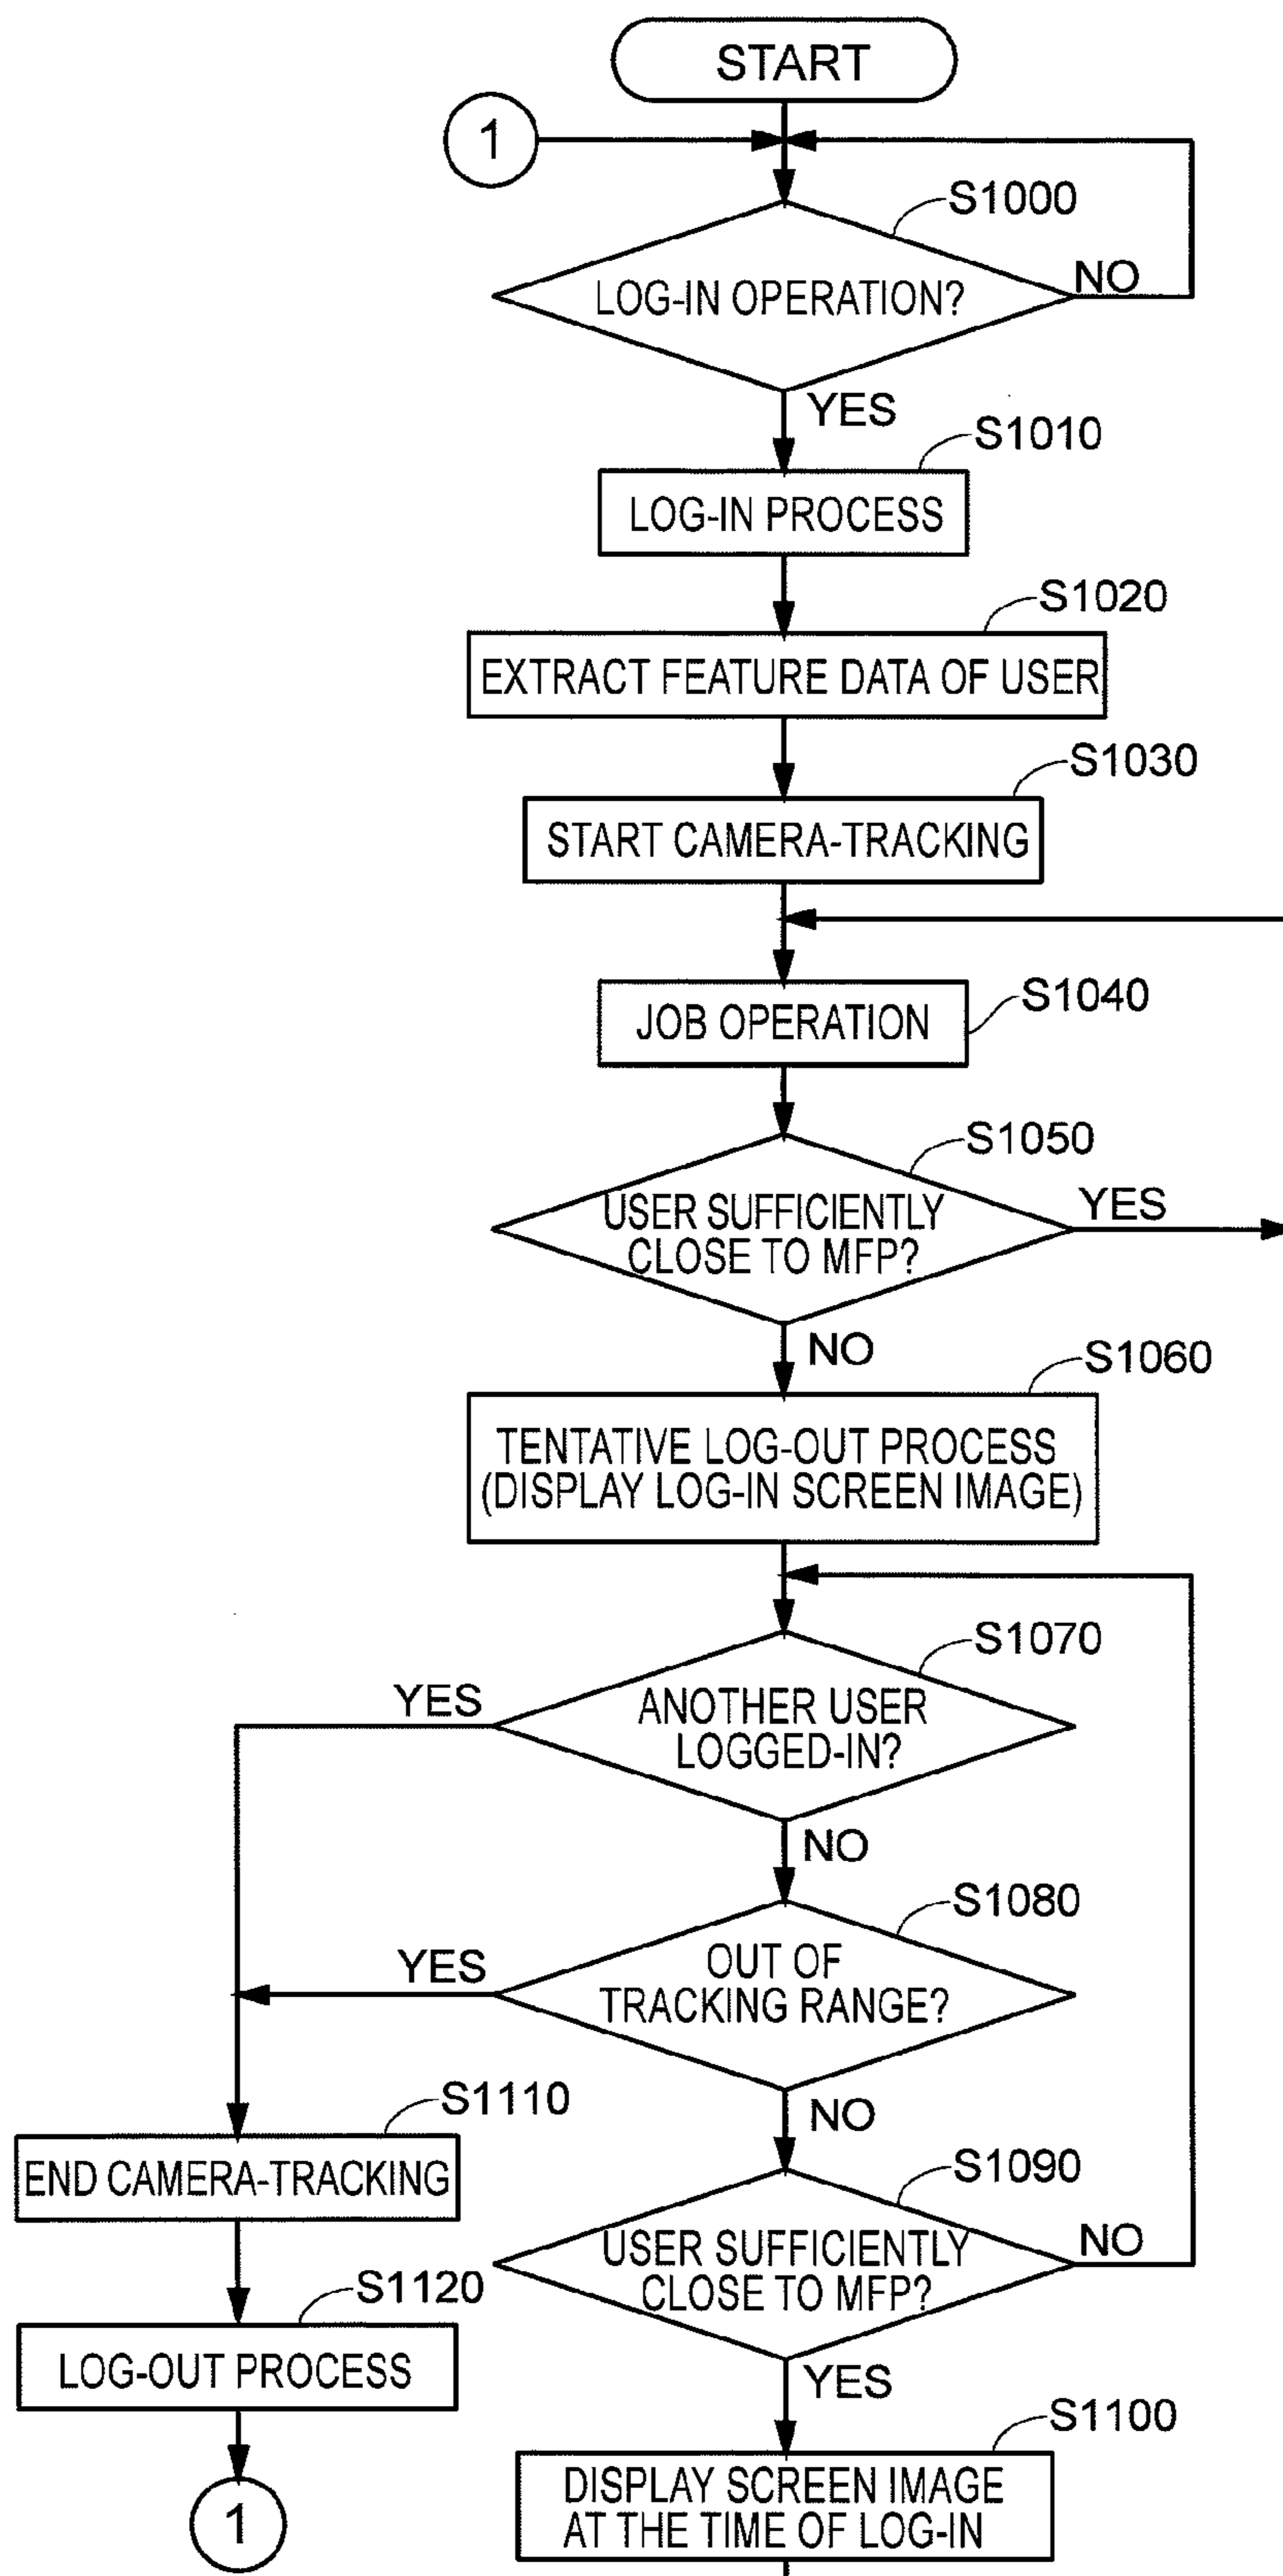 START
1
S1000
LOG-IN OPERATION?
NO
YES
S1010
LOG-IN PROCESS
S1020
EXTRACT FEATURE DATA OF USER
S1030
START CAMERA-TRACKING
S1040
JOB OPERATION
S1050
USER SUFFICIENTLY
CLOSE TO MFP?
YES
NO
S1060
TENTATIVE LOG-OUT PROCESS
(DISPLAY LOG-IN SCREEN IMAGE)
S1070
YES
ANOTHER USER
LOGGED-IN?
NO
S1080
YES
OUT OF
TRACKING RANGE?
NO
S1110
END CAMERA-TRACKING
S1090
USER SUFFICIENTLY
CLOSE TO MFP?
NO
S1120
LOG-OUT PROCESS
YES
S1100
DISPLAY SCREEN IMAGE
AT THE TIME OF LOG-IN
1